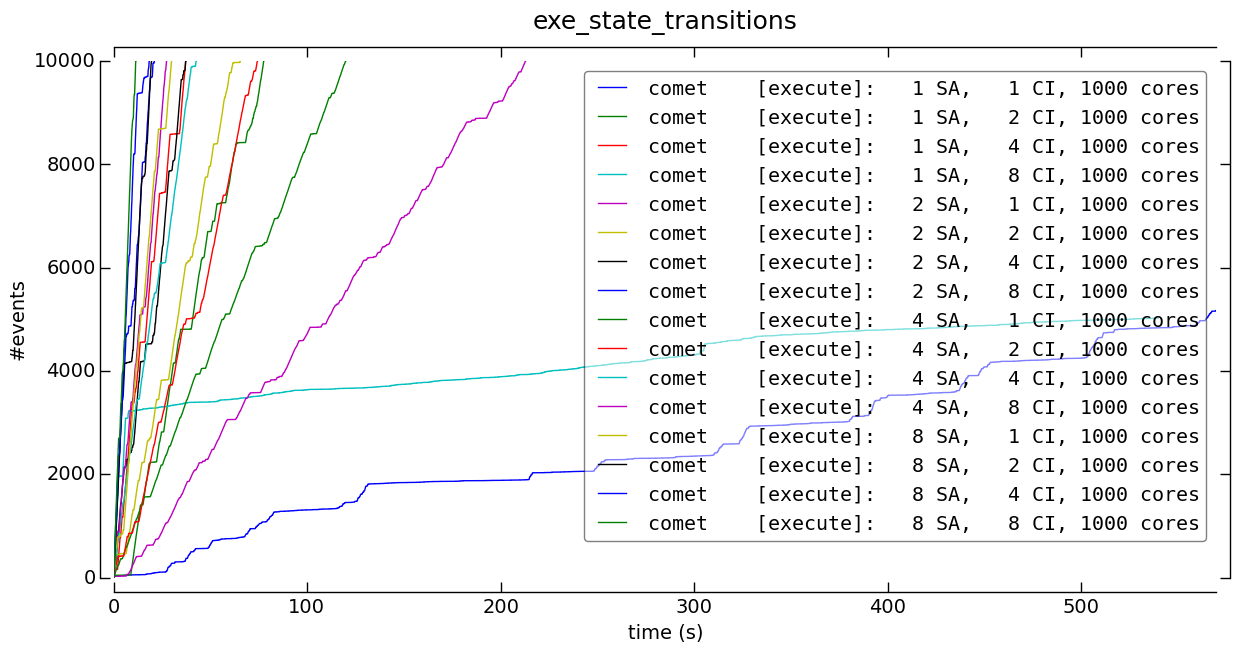 exe_state_transitions
10000
8000
6000
4000
2000
0
#events
comet [execute]: 1 SA, 1 CI, 1000 cores
comet [execute]: 1 SA, 2 CI, 1000 cores
comet [execute]: 1 SA, 4 CI, 1000 cores
comet [execute]: 1 SA, 8 CI, 1000 cores
comet [execute]: 2 SA, 1 CI, 1000 cores
comet [execute]: 2 SA, 2 CI, 1000 cores
comet [execute]: 2 SA, 4 CI, 1000 cores
comet [execute]: 2 SA, 8 CI, 1000 cores
comet [execute]: 4 SA, 1 CI, 1000 cores
comet [execute]: 4 SA, 2 CI, 1000 cores
comet [execute]: 4 SA, 4 CI, 1000 cores
comet [execute]: 4 SA, 8 CI, 1000 cores
comet [execute]: 8 SA, 1 CI, 1000 cores
comet [execute]: 8 SA, 2 CI, 1000 cores
comet [execute]: 8 SA, 4 CI, 1000 cores
comet [execute]: 8 SA, 8 CI, 1000 cores
0 100 200 300 400 500
time (s)